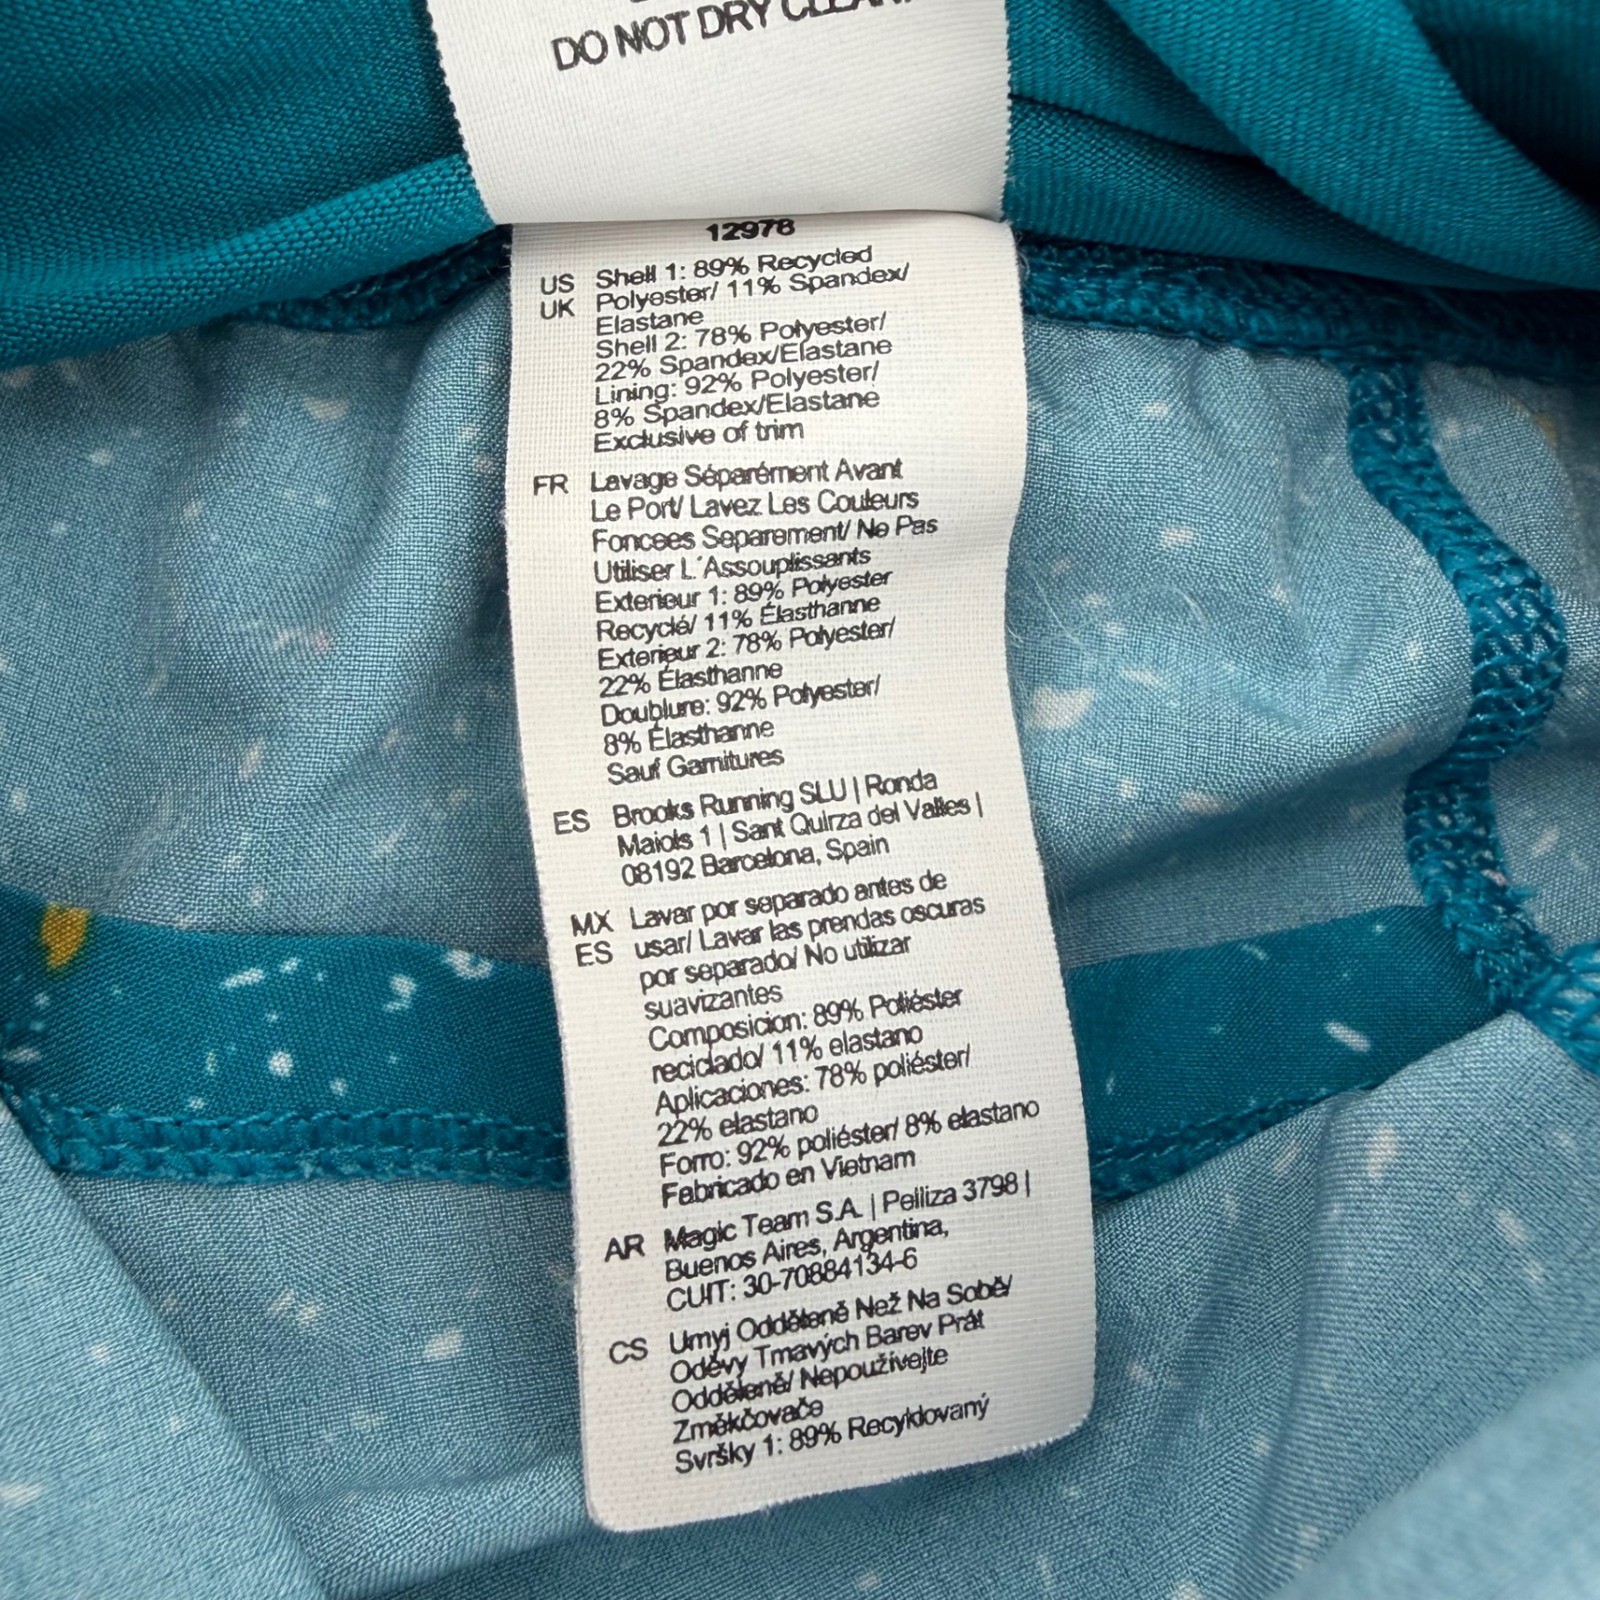 DO NOT DRY CLEAN.
12978
US Shell 1: 89% Recycled
UK Polyester/ 11% Spandex/
Elastane
Shell 2: 78% Polyester/
22% Spandex/Elastane
Lining: 92% Polyester/
8% Spandex/Elastane
Exclusive of trim
FR Lavage Séparément Avant
Le Port/ Lavez Les Couleurs
Foncees Separement/ Ne Pas
Utiliser L´Assouplissants
Exterieur 1: 89% Polyester
Recyclé/ 11% Élasthanne
Exterieur 2: 78% Polyester/
22% Élasthanne
Doublure: 92% Polyester/
8% Élasthanne
Sauf Garnitures
ES Brooks Running SLU | Ronda
Maiols 1 | Sant Quirza del Valles |
08192 Barcelona, Spain
MX Lavar por separado antes de
ES usar/ Lavar las prendas oscuras
por separado/ No utilizar
suavizantes
Composicion: 89% Poliéster
reciclado/ 11% elastano
Aplicaciones: 78% poliéster/
22% elastano
Forro: 92% poliéster/ 8% elastano
Fabricado en Vietnam
AR Magic Team S.A. | Pelliza 3798 |
Buenos Aires, Argentina,
CUIT: 30-70884134-6
CS Umyj Odděleně Než Na Sobě/
Oděvy Tmavých Barev Prát
Odděleně/ Nepoužívejte
Změkčovače
Svršky 1: 89% Recyklovaný